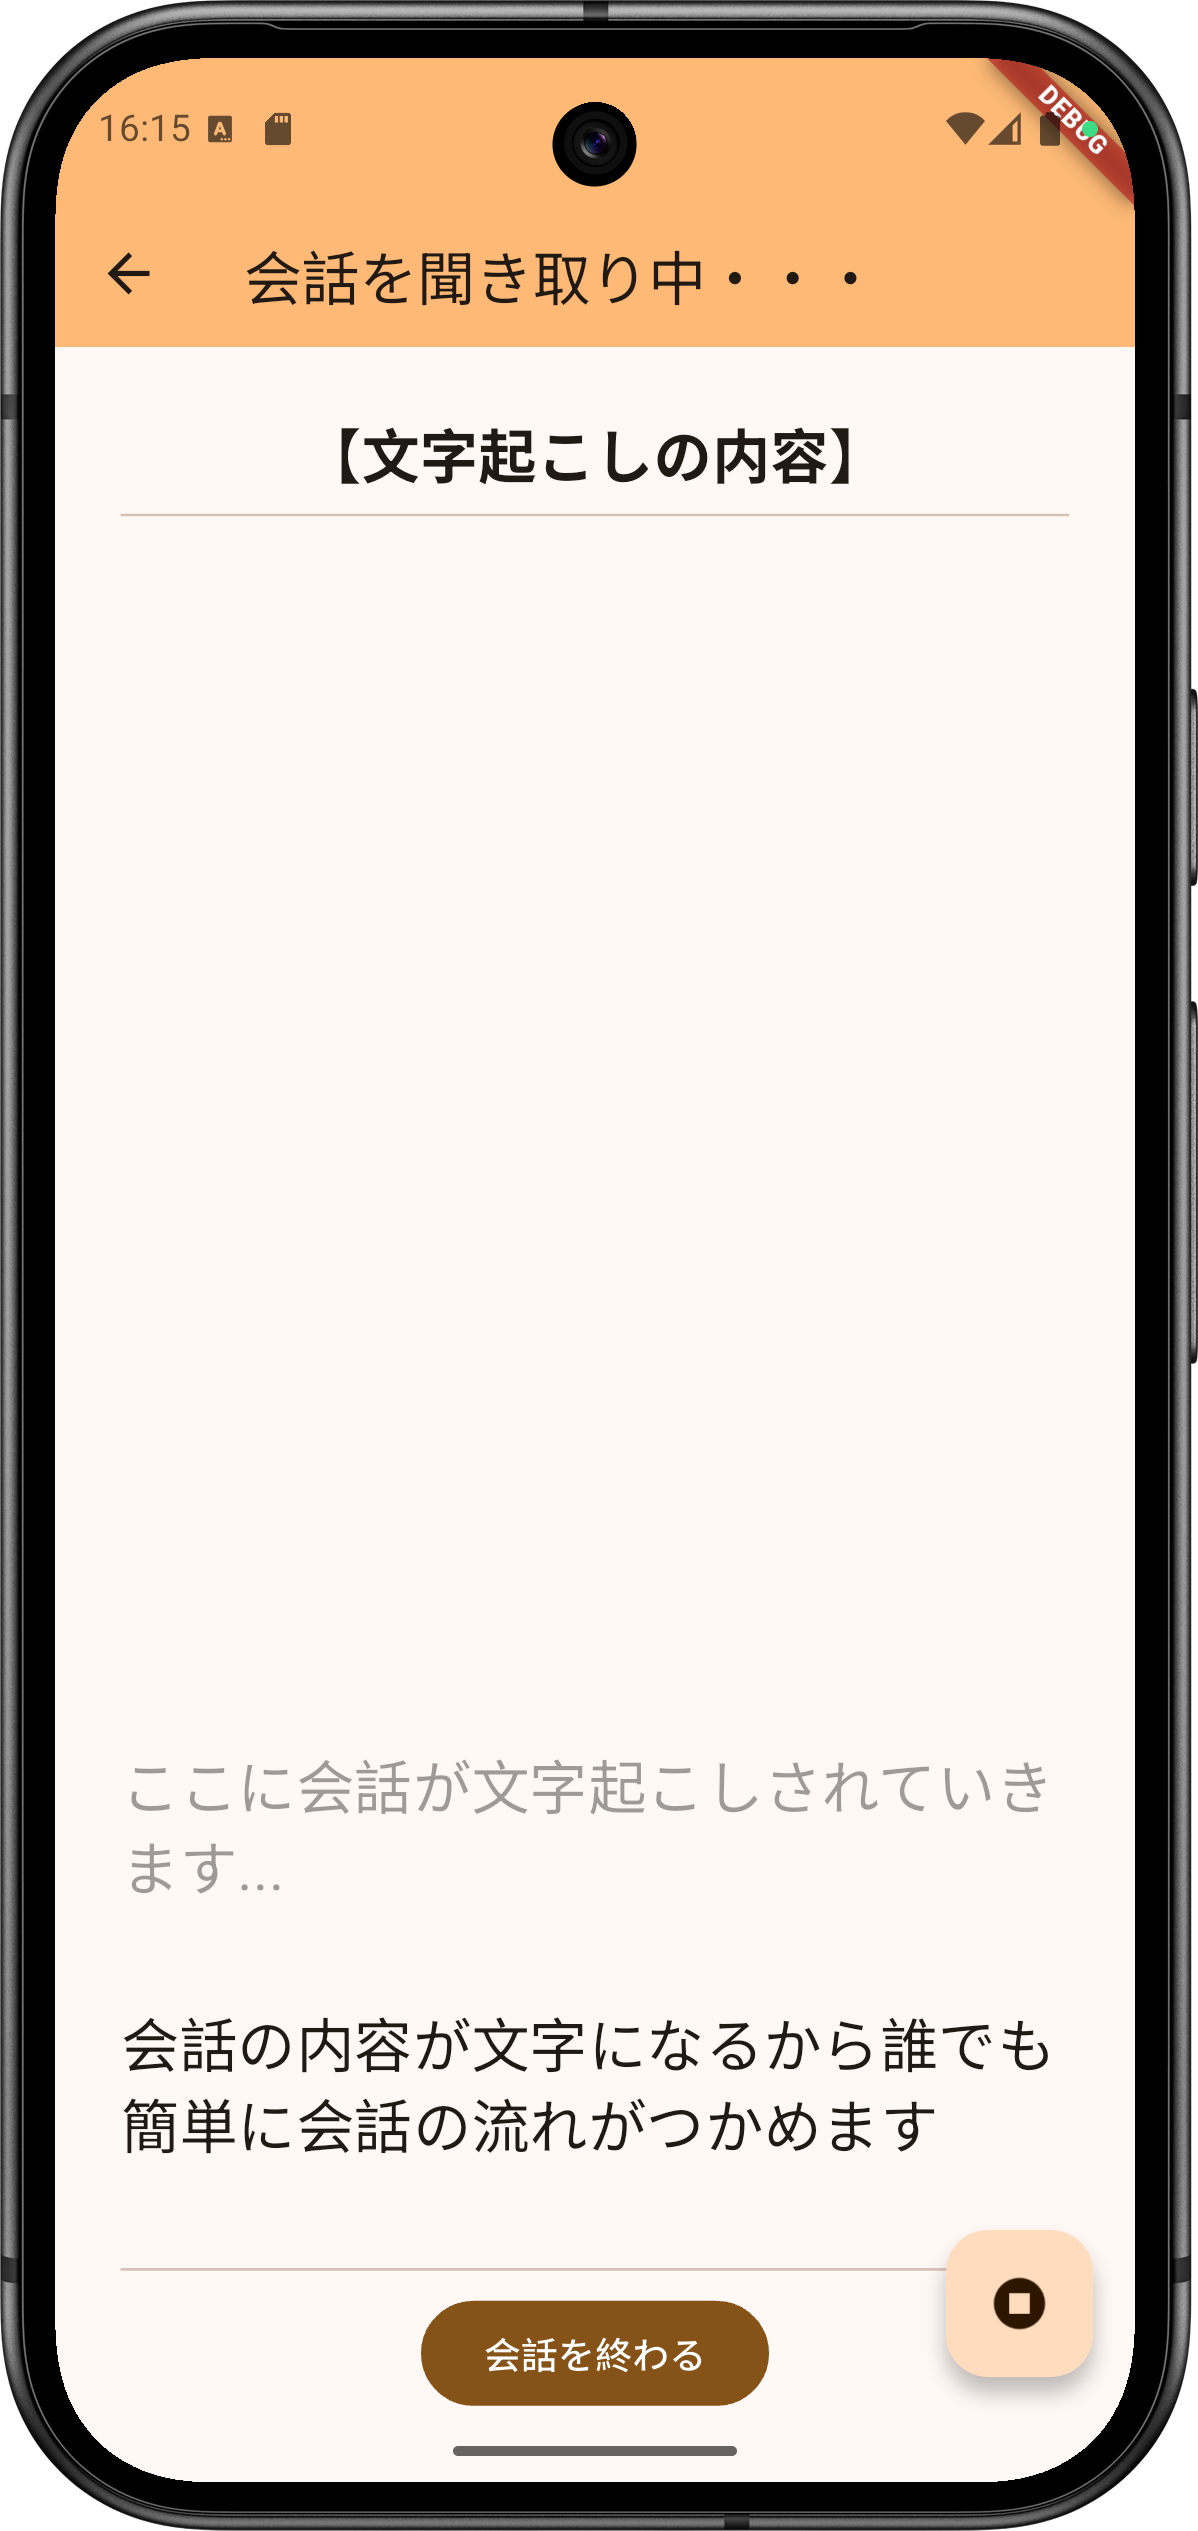 16:15
DEBUG
会話を聞き取り中・・・
【文字起こしの内容】
ここに会話が文字起こしされていき
ます...
会話の内容が文字になるから誰でも
簡単に会話の流れがつかめます
会話を終わる